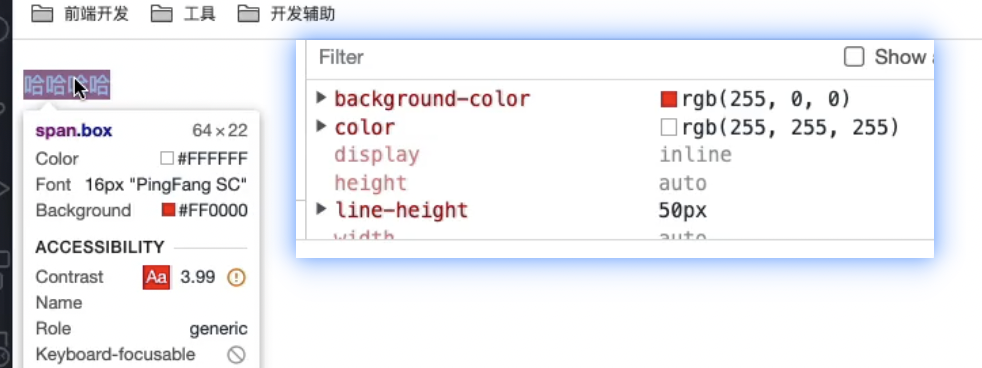 前端开发 工具 开发辅助
哈哈哈哈
span.box 64×22
Color #FFFFFF
Font 16px "PingFang SC"
Background #FF0000
ACCESSIBILITY
Contrast Aa 3.99
Name
Role generic
Keyboard-focusable
Filter Show
background-color rgb(255, 0, 0)
color rgb(255, 255, 255)
display inline
height auto
line-height 50px
width auto